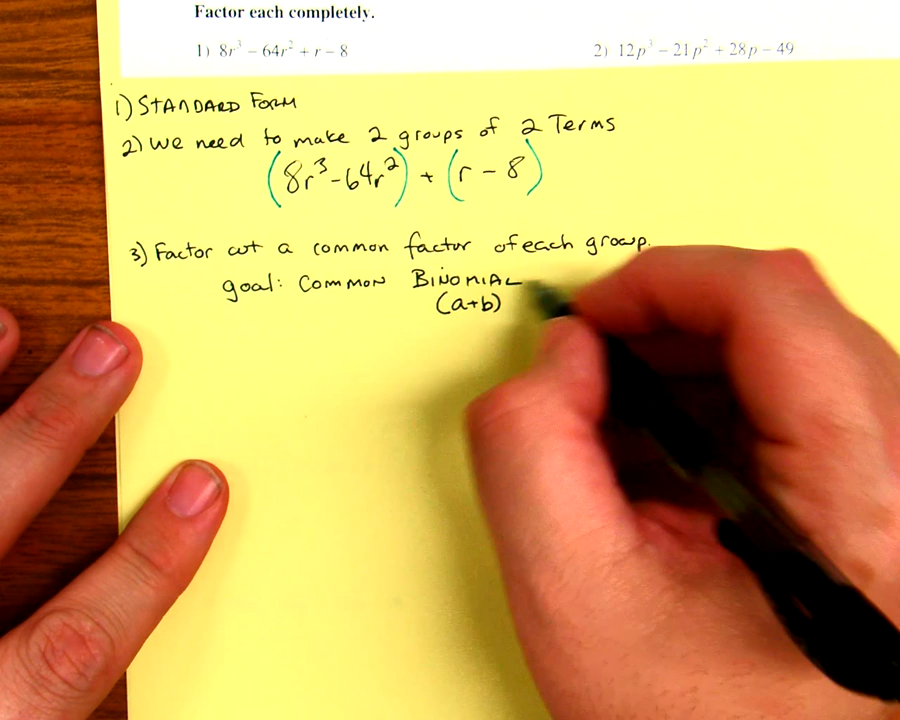 Factor each completely.
1) 8r³ − 64r² + r − 8
2) 12p³ − 21p² + 28p − 49
1) STANDARD FORM
2) We need to make 2 groups of 2 Terms
(8r³-64r²) + (r - 8)
3) Factor out a common factor of each group.
goal: COMMON BINOMIAL
(a+b)